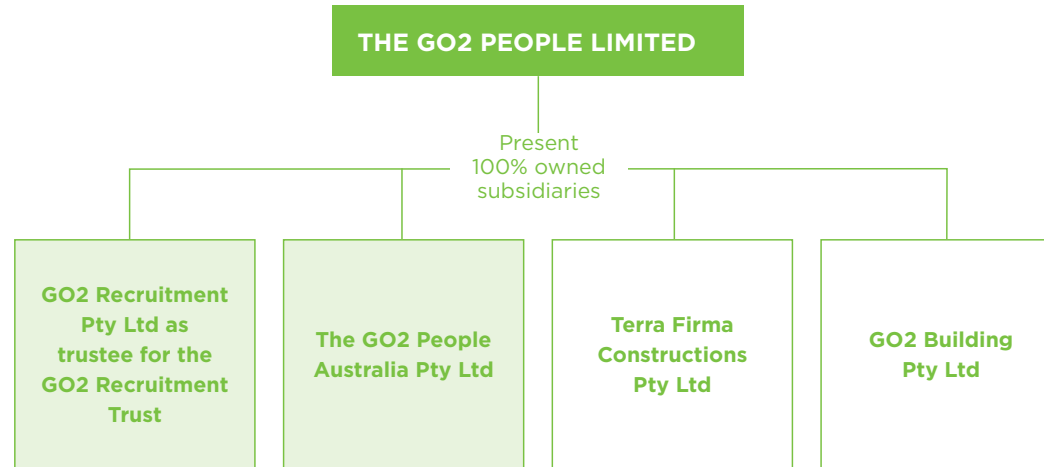 THE GO2 PEOPLE LIMITED
Present
100% owned
subsidiaries
GO2 Recruitment
Pty Ltd as
trustee for the
GO2 Recruitment
Trust
The GO2 People
Australia Pty Ltd
Terra Firma
Constructions
Pty Ltd
GO2 Building
Pty Ltd